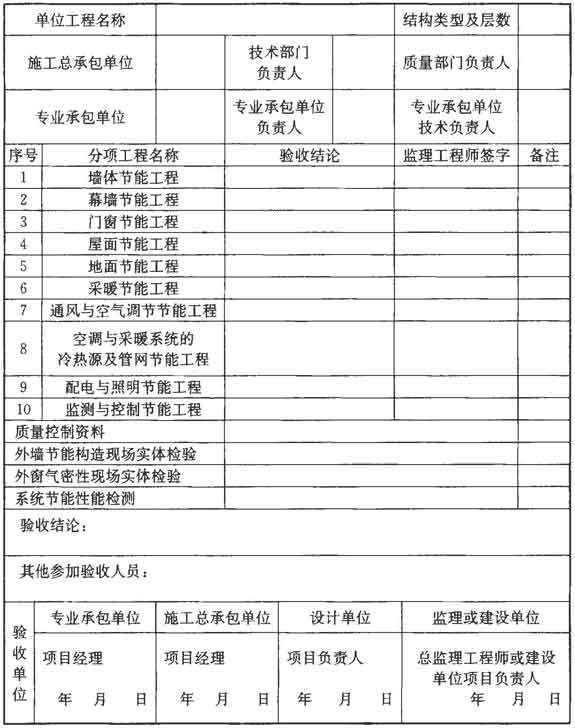 单位工程名称 结构类型及层数
施工总承包单位 技术部门负责人 质量部门负责人
专业承包单位 专业承包单位负责人 专业承包单位技术负责人
序号 分项工程名称 验收结论 监理工程师签字 备注
1 墙体节能工程
2 幕墙节能工程
3 门窗节能工程
4 屋面节能工程
5 地面节能工程
6 采暖节能工程
7 通风与空气调节节能工程
8 空调与采暖系统的
冷热源及管网节能工程
9 配电与照明节能工程
10 监测与控制节能工程
质量控制资料
外墙节能构造现场实体检验
外窗气密性现场实体检验
系统节能性能检测
验收结论：
其他参加验收人员：
验收单位
专业承包单位 施工总承包单位 设计单位 监理或建设单位
项目经理 项目经理 项目负责人 总监理工程师或建设
单位项目负责人
年 月 日 年 月 日 年 月 日 年 月 日